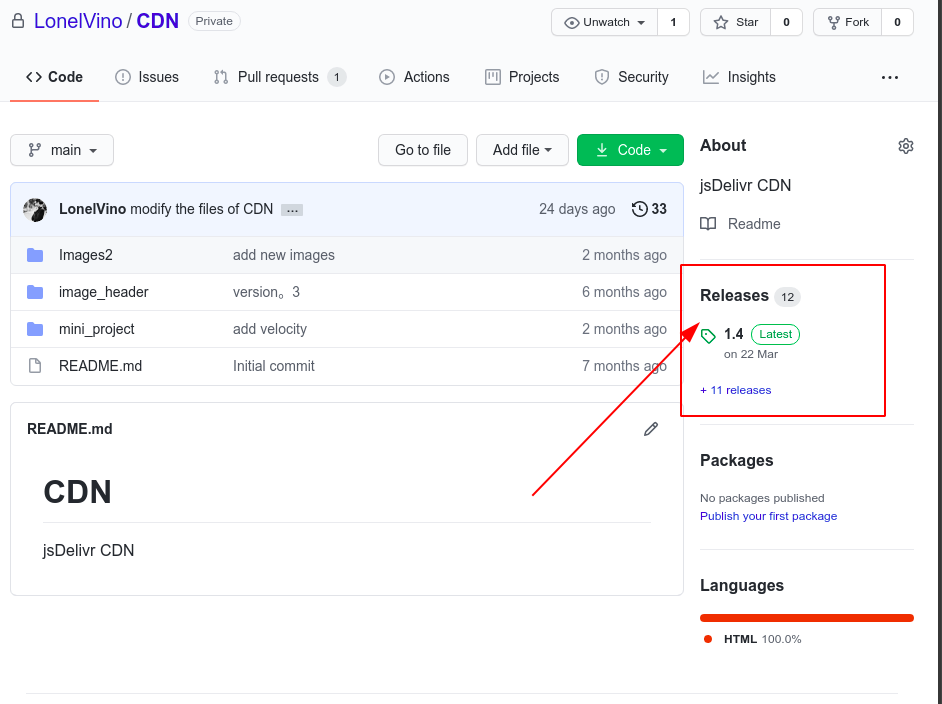 LonelVino / CDN Private
Unwatch 1
Star 0
Fork 0
Code
Issues
Pull requests 1
Actions
Projects
Security
Insights
main
Go to file
Add file
Code
LonelVino modify the files of CDN ... 24 days ago 33
Images2 add new images 2 months ago
image_header version。3 6 months ago
mini_project add velocity 2 months ago
README.md Initial commit 7 months ago
README.md
CDN
jsDelivr CDN
About
jsDelivr CDN
Readme
Releases 12
1.4 Latest
on 22 Mar
+ 11 releases
Packages
No packages published
Publish your first package
Languages
HTML 100.0%